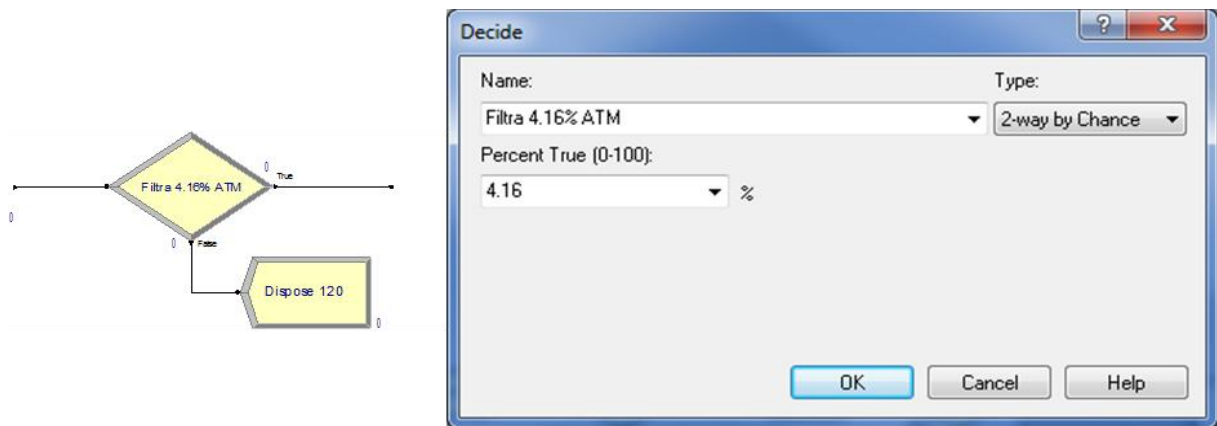 Filtra 4.16% ATM
0
True
0
0
False
Dispose 120
0
Decide
?
X
Name:
Type:
Filtra 4.16% ATM
2-way by Chance
Percent True (0-100):
4.16
%
OK
Cancel
Help